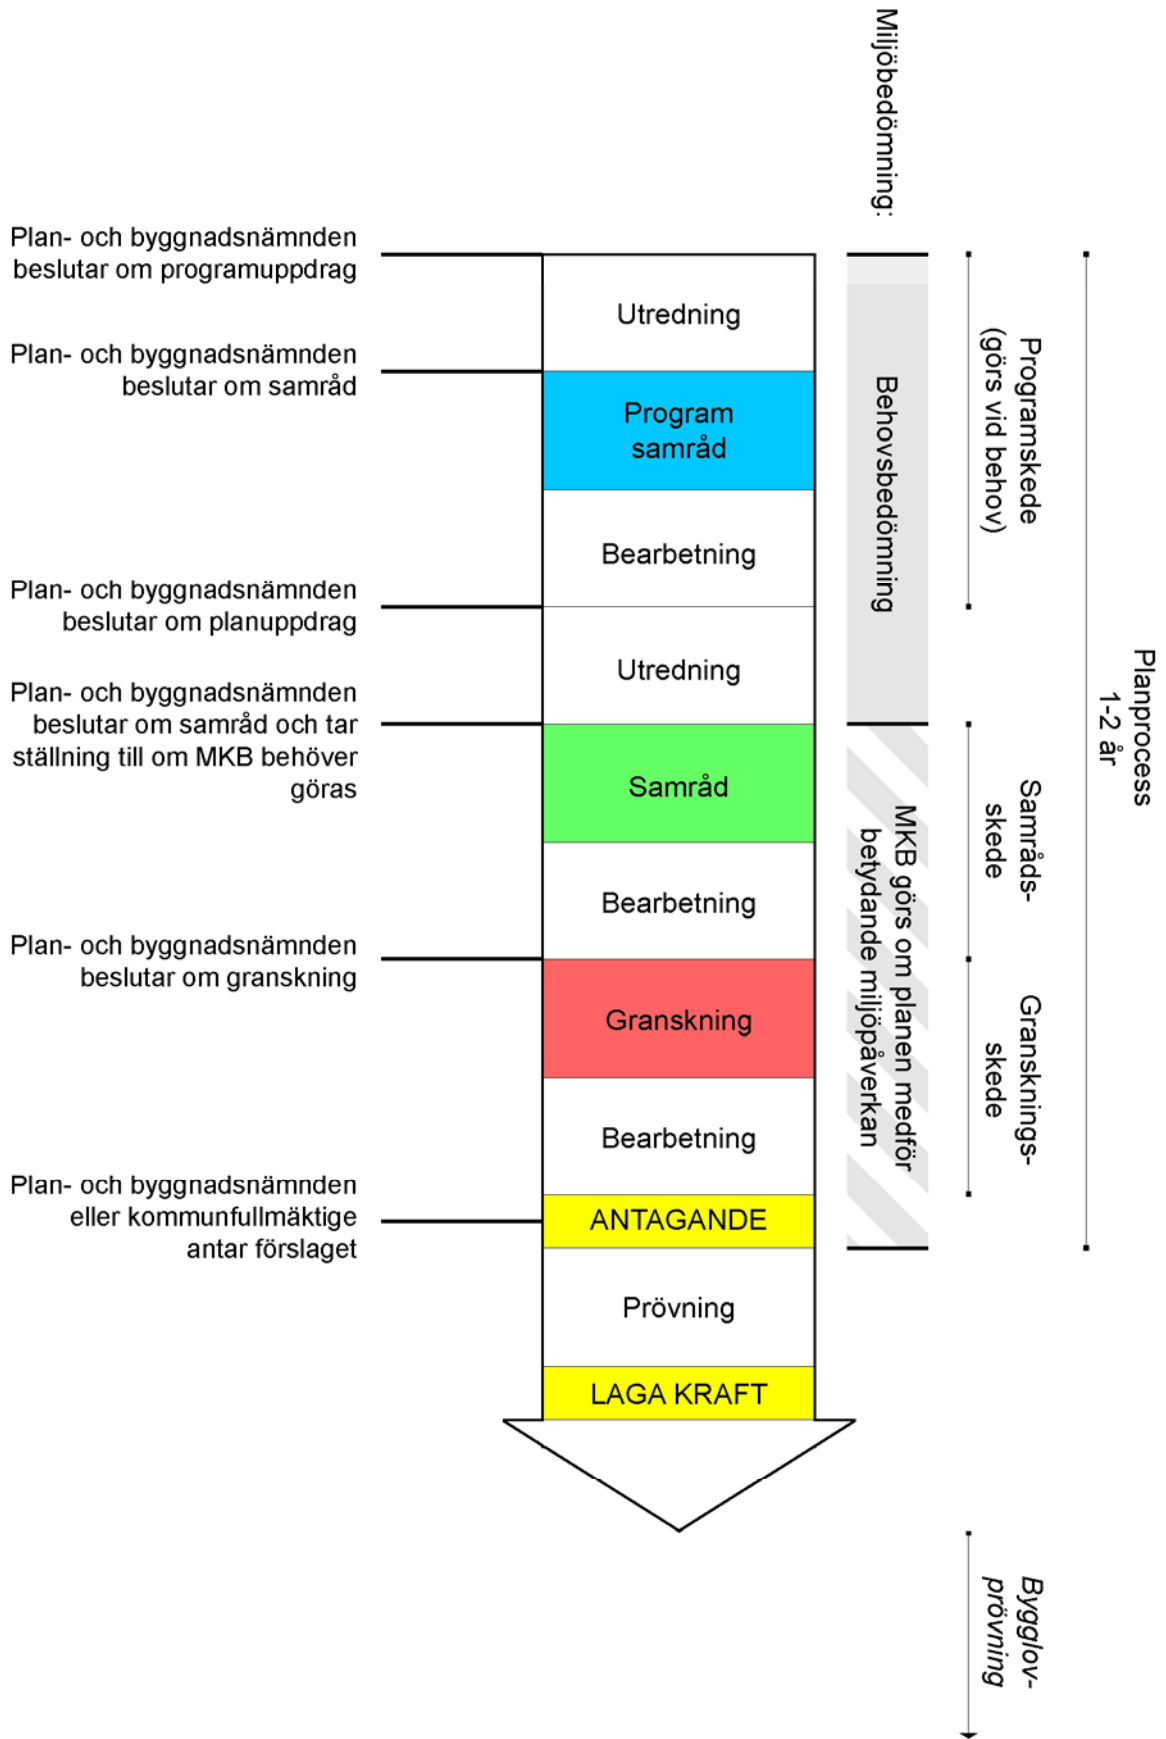 Miljöbedömning:
Plan- och byggnadsnämnden
beslutar om programuppdrag
Plan- och byggnadsnämnden
beslutar om samråd
Plan- och byggnadsnämnden
beslutar om planuppdrag
Plan- och byggnadsnämnden
beslutar om samråd och tar
ställning till om MKB behöver
göras
Plan- och byggnadsnämnden
beslutar om granskning
Plan- och byggnadsnämnden
eller kommunfullmäktige
antar förslaget
Utredning
Program
samråd
Bearbetning
Utredning
Samråd
Bearbetning
Granskning
Bearbetning
ANTAGANDE
Prövning
LAGA KRAFT
Behovsbedömning
MKB görs om planen medför
betydande miljöpåverkan
Programskede
(görs vid behov)
Samråds-
skede
Gransknings-
skede
Planprocess
1-2 år
Bygglov-
prövning